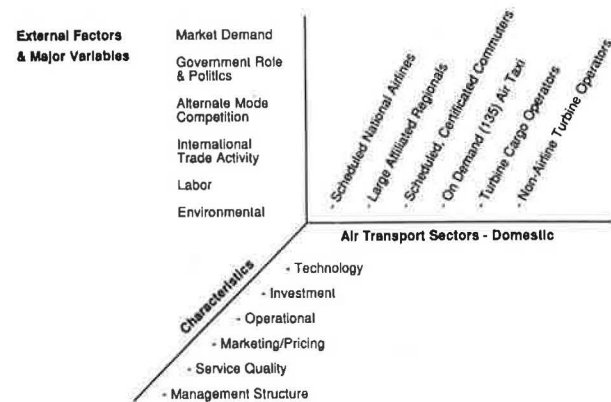 External Factors
& Major Variables
Market Demand
Government Role
& Politics
Alternate Mode
Competition
International
Trade Activity
Labor
Environmental
- Scheduled National Airlines
- Large Affiliated Regionals
- Scheduled, Certificated Commuters
- On Demand (135) Air Taxi
- Turbine Cargo Operators
- Non-Airline Turbine Operators
Air Transport Sectors - Domestic
Characteristics
- Technology
- Investment
- Operational
- Marketing/Pricing
- Service Quality
- Management Structure